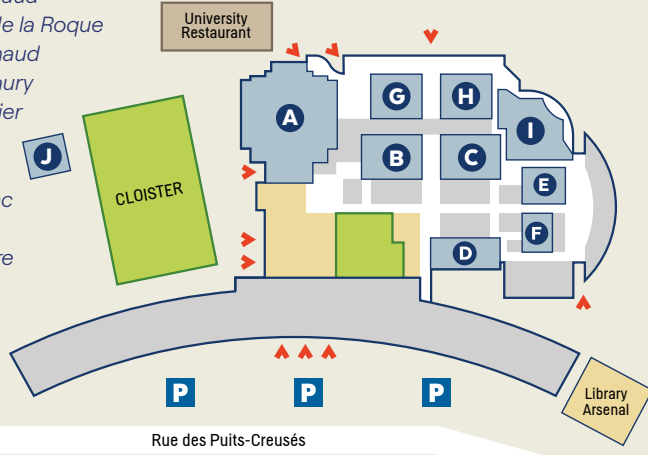 de la Roque
University
Restaurant
A
G
H
I
B
C
J
E
F
D
CLOISTER
P
P
P
Library
Arsenal
Rue des Puits-Creusés